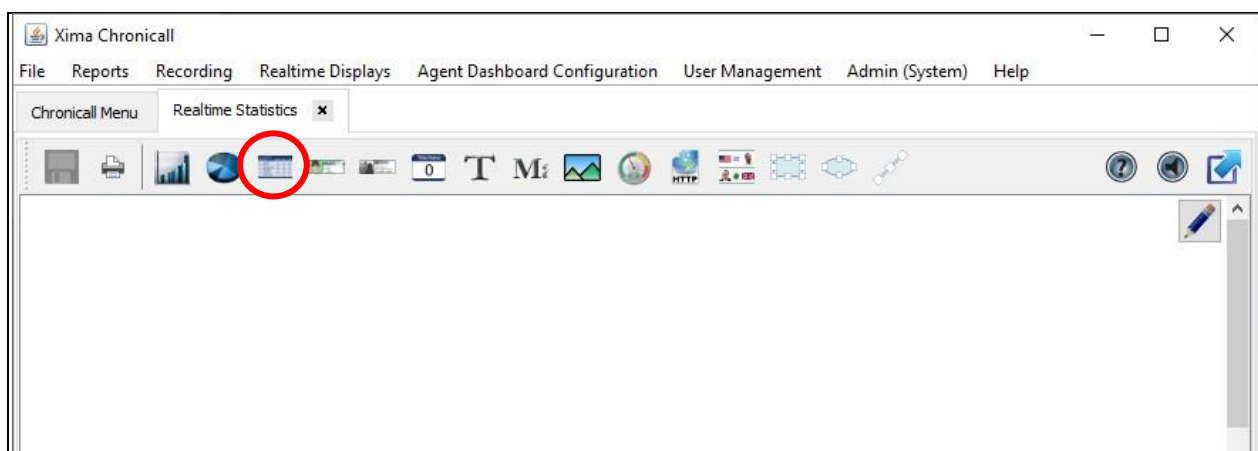 Xima Chronicall
File Reports Recording Realtime Displays Agent Dashboard Configuration User Management Admin (System) Help
Chronicall Menu Realtime Statistics
0 T M HTTP ?